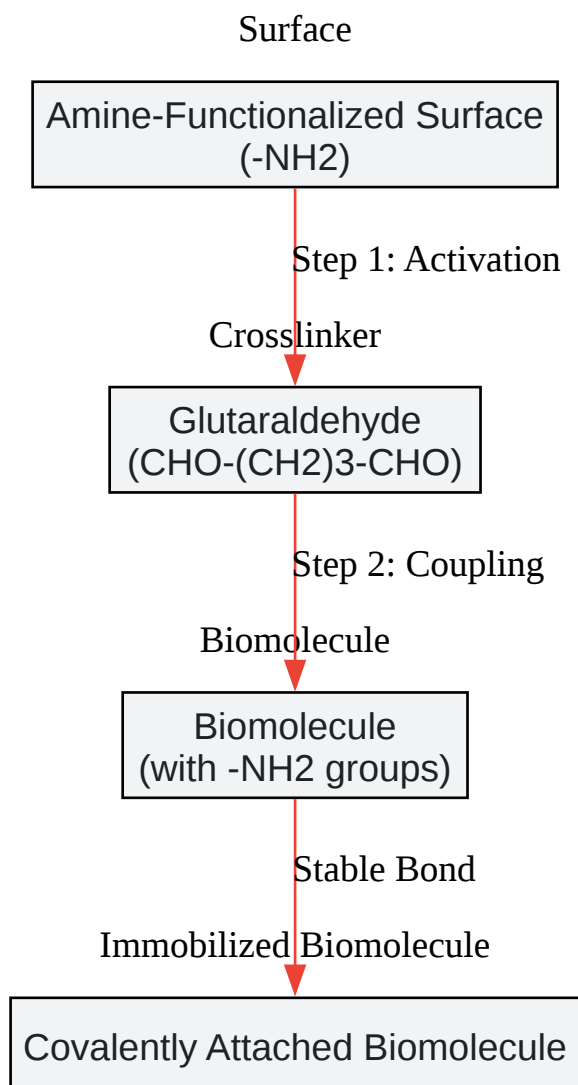 Surface
Amine-Functionalized Surface
(-NH2)
Step 1: Activation
Crosslinker
Glutaraldehyde
(CHO-(CH2)3-CHO)
Step 2: Coupling
Biomolecule
Biomolecule
(with -NH2 groups)
Stable Bond
Immobilized Biomolecule
Covalently Attached Biomolecule